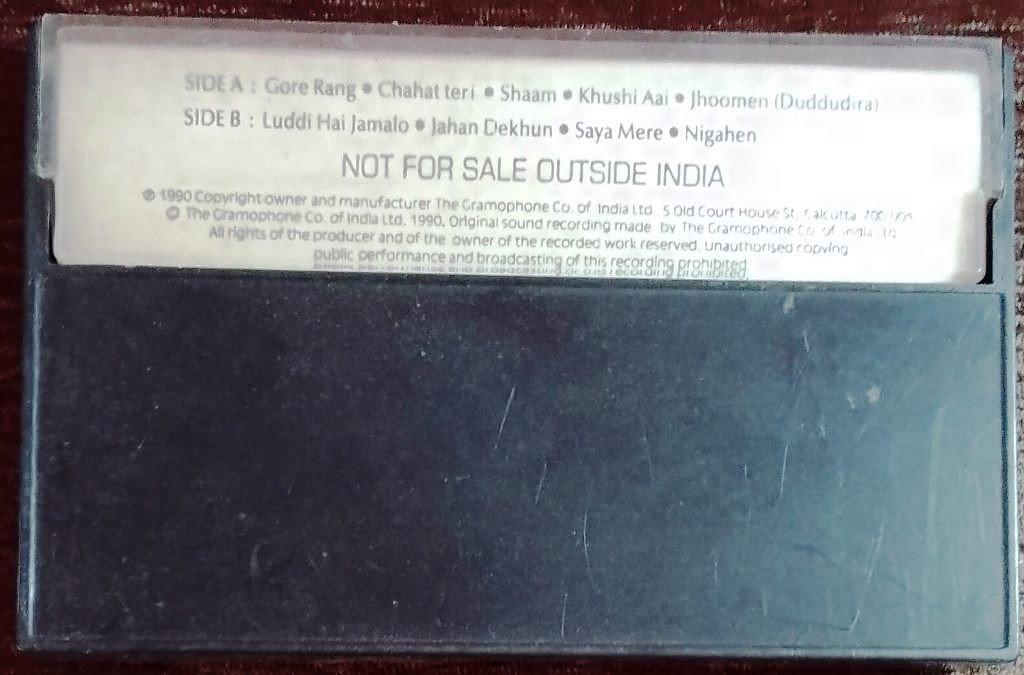 SIDE A : Gore Rang ● Chahat teri ● Shaam ● Khushi Aai ● Jhoomen (Duddudira)
SIDE B : Luddi Hai Jamalo ● Jahan Dekhun ● Saya Mere ● Nigahen
NOT FOR SALE OUTSIDE INDIA
℗ 1990 Copyright owner and manufacturer The Gramophone Co. of India Ltd. 5 Old Court House St. Calcutta 700 001
© The Gramophone Co. of India Ltd. 1990. Original sound recording made by The Gramophone Co. of India Ltd.
All rights of the producer and of the owner of the recorded work reserved. Unauthorised copying
public performance and broadcasting of this recording prohibited.